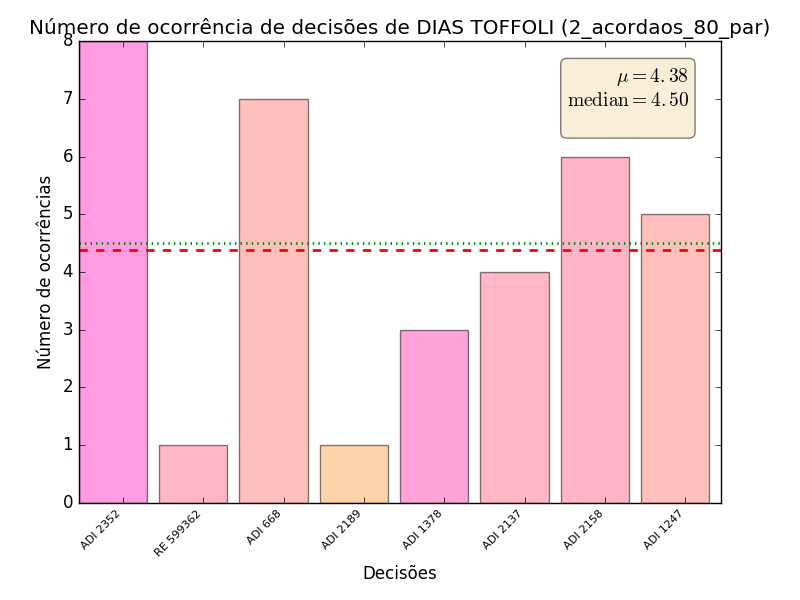 Número de ocorrência de decisões de DIAS TOFFOLI (2_acordaos_80_par)
μ = 4.38
median = 4.50
Número de ocorrências
8
7
6
5
4
3
2
1
0
ADI 2352
RE 599362
ADI 668
ADI 2189
ADI 1378
ADI 2137
ADI 2158
ADI 1247
Decisões